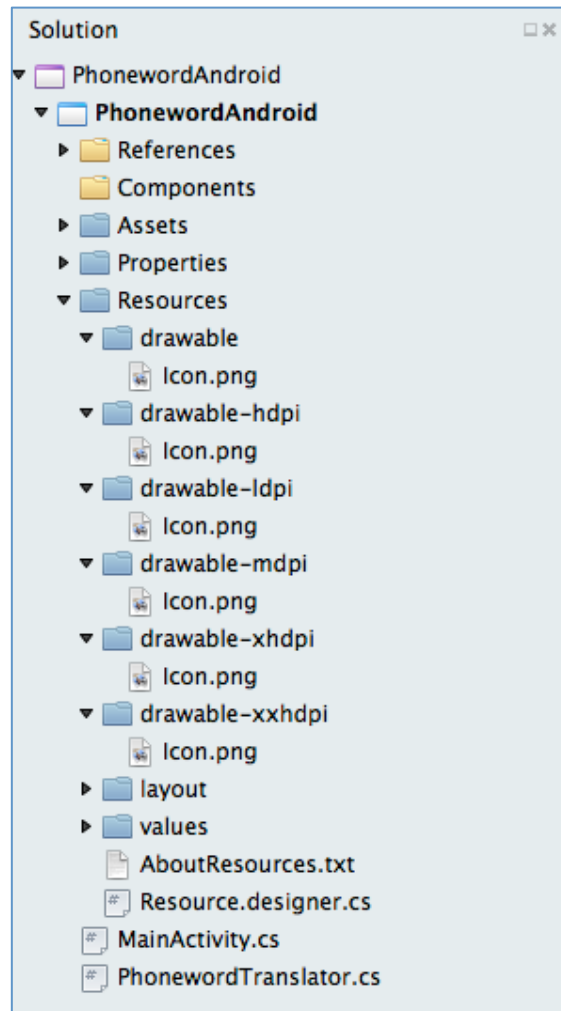 Solution
PhonewordAndroid
PhonewordAndroid
References
Components
Assets
Properties
Resources
drawable
Icon.png
drawable-hdpi
Icon.png
drawable-ldpi
Icon.png
drawable-mdpi
Icon.png
drawable-xhdpi
Icon.png
drawable-xxhdpi
Icon.png
layout
values
AboutResources.txt
Resource.designer.cs
MainActivity.cs
PhonewordTranslator.cs